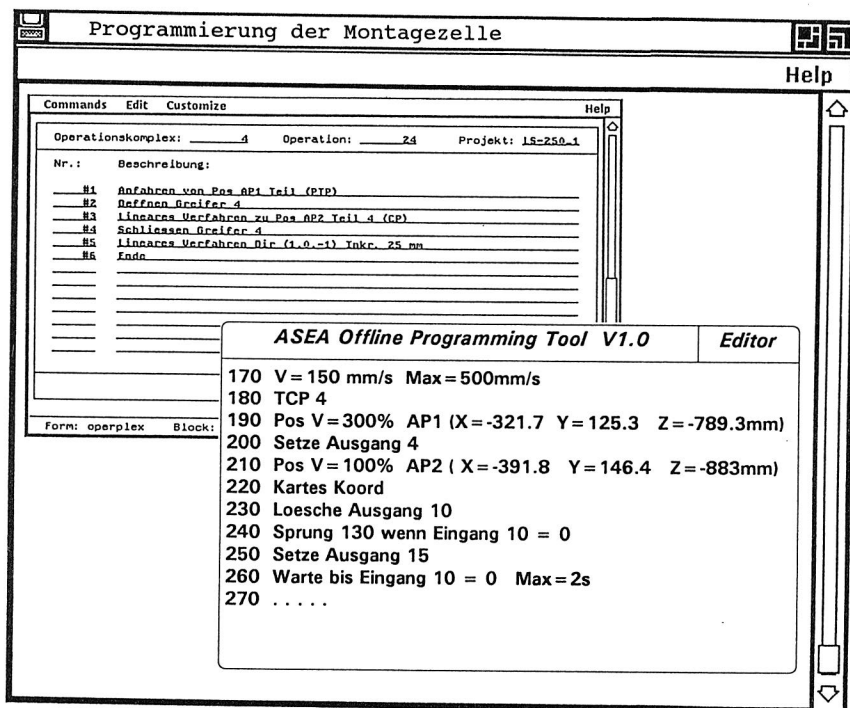 Programmierung der Montagezelle
Help
Commands Edit Customize Help
Operationskomplex: 4 Operation: 24 Projekt: LS-250_1
Nr.: Beschreibung:
#1 Anfahren von Pos AP1 Teil (PTP)
#2 Oeffnen Greifer 4
#3 Lineares Verfahren zu Pos AP2 Teil 4 (CP)
#4 Schliessen Greifer 4
#5 Lineares Verfahren Dir (1.0.-1) Inkr. 25 mm
#6 Ende
Form: operplex Block:
ASEA Offline Programming Tool V1.0 Editor
170 V=150 mm/s Max=500mm/s
180 TCP 4
190 Pos V=300% AP1 (X=-321.7 Y=125.3 Z=-789.3mm)
200 Setze Ausgang 4
210 Pos V=100% AP2 ( X=-391.8 Y=146.4 Z=-883mm)
220 Kartes Koord
230 Loesche Ausgang 10
240 Sprung 130 wenn Eingang 10 = 0
250 Setze Ausgang 15
260 Warte bis Eingang 10 = 0 Max=2s
270 . . . . .